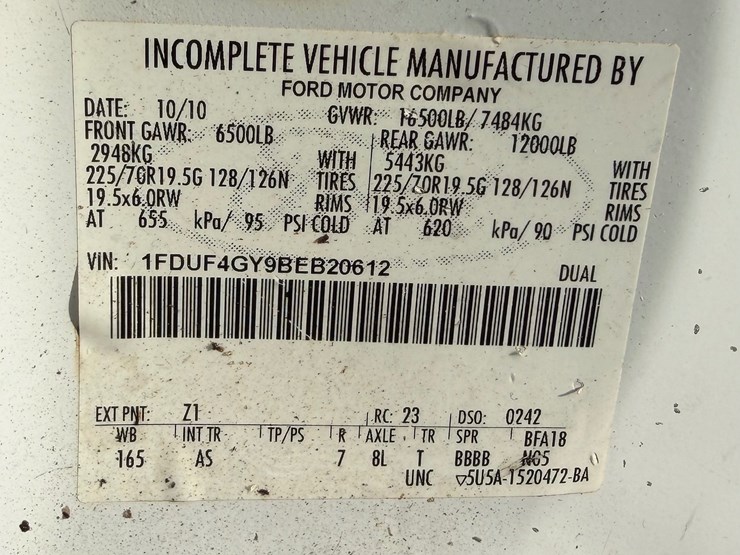 INCOMPLETE VEHICLE MANUFACTURED BY
FORD MOTOR COMPANY
DATE: 10/10 GVWR: 16500LB/ 7484KG
FRONT GAWR: 6500LB REAR GAWR: 12000LB
2948KG WITH 5443KG WITH
225/70R19.5G 128/126N TIRES 225/70R19.5G 128/126N TIRES
19.5x6.0RW RIMS 19.5x6.0RW RIMS
AT 655 kPa/ 95 PSI COLD AT 620 kPa/ 90 PSI COLD
VIN: 1FDUF4GY9BEB20612 DUAL
EXT PNT: Z1 RC: 23 DSO: 0242
WB INT TR TP/PS R AXLE TR SPR BFA18
165 AS 7 8L T BBBB NG5
UNC ▽5U5A-1520472-BA